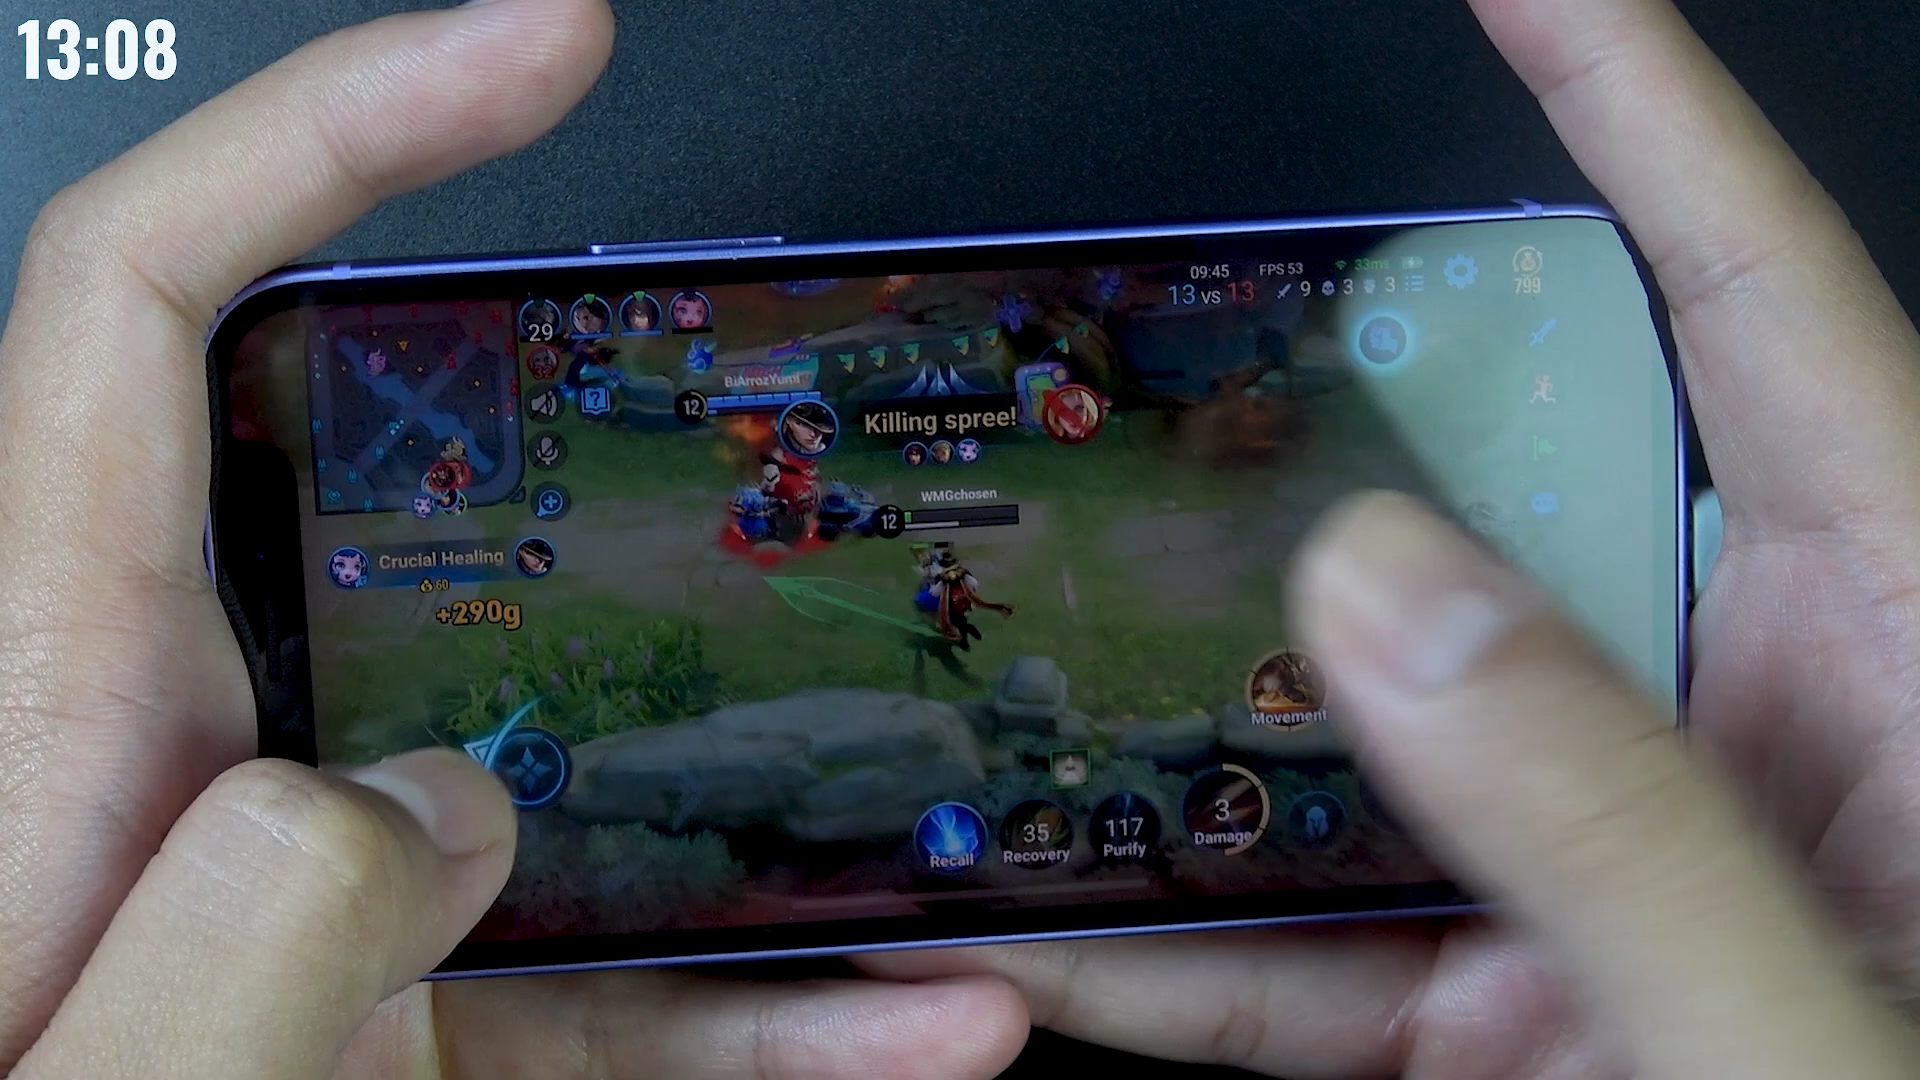 13:08
09:45 FPS 53 33ms
13 VS 13 9 3 3
799
29
BiArrozYumi
12
Killing spree!
WMGchosen
12
Crucial Healing
60
+290g
Movement
3
Damage
117
Purify
35
Recovery
Recall